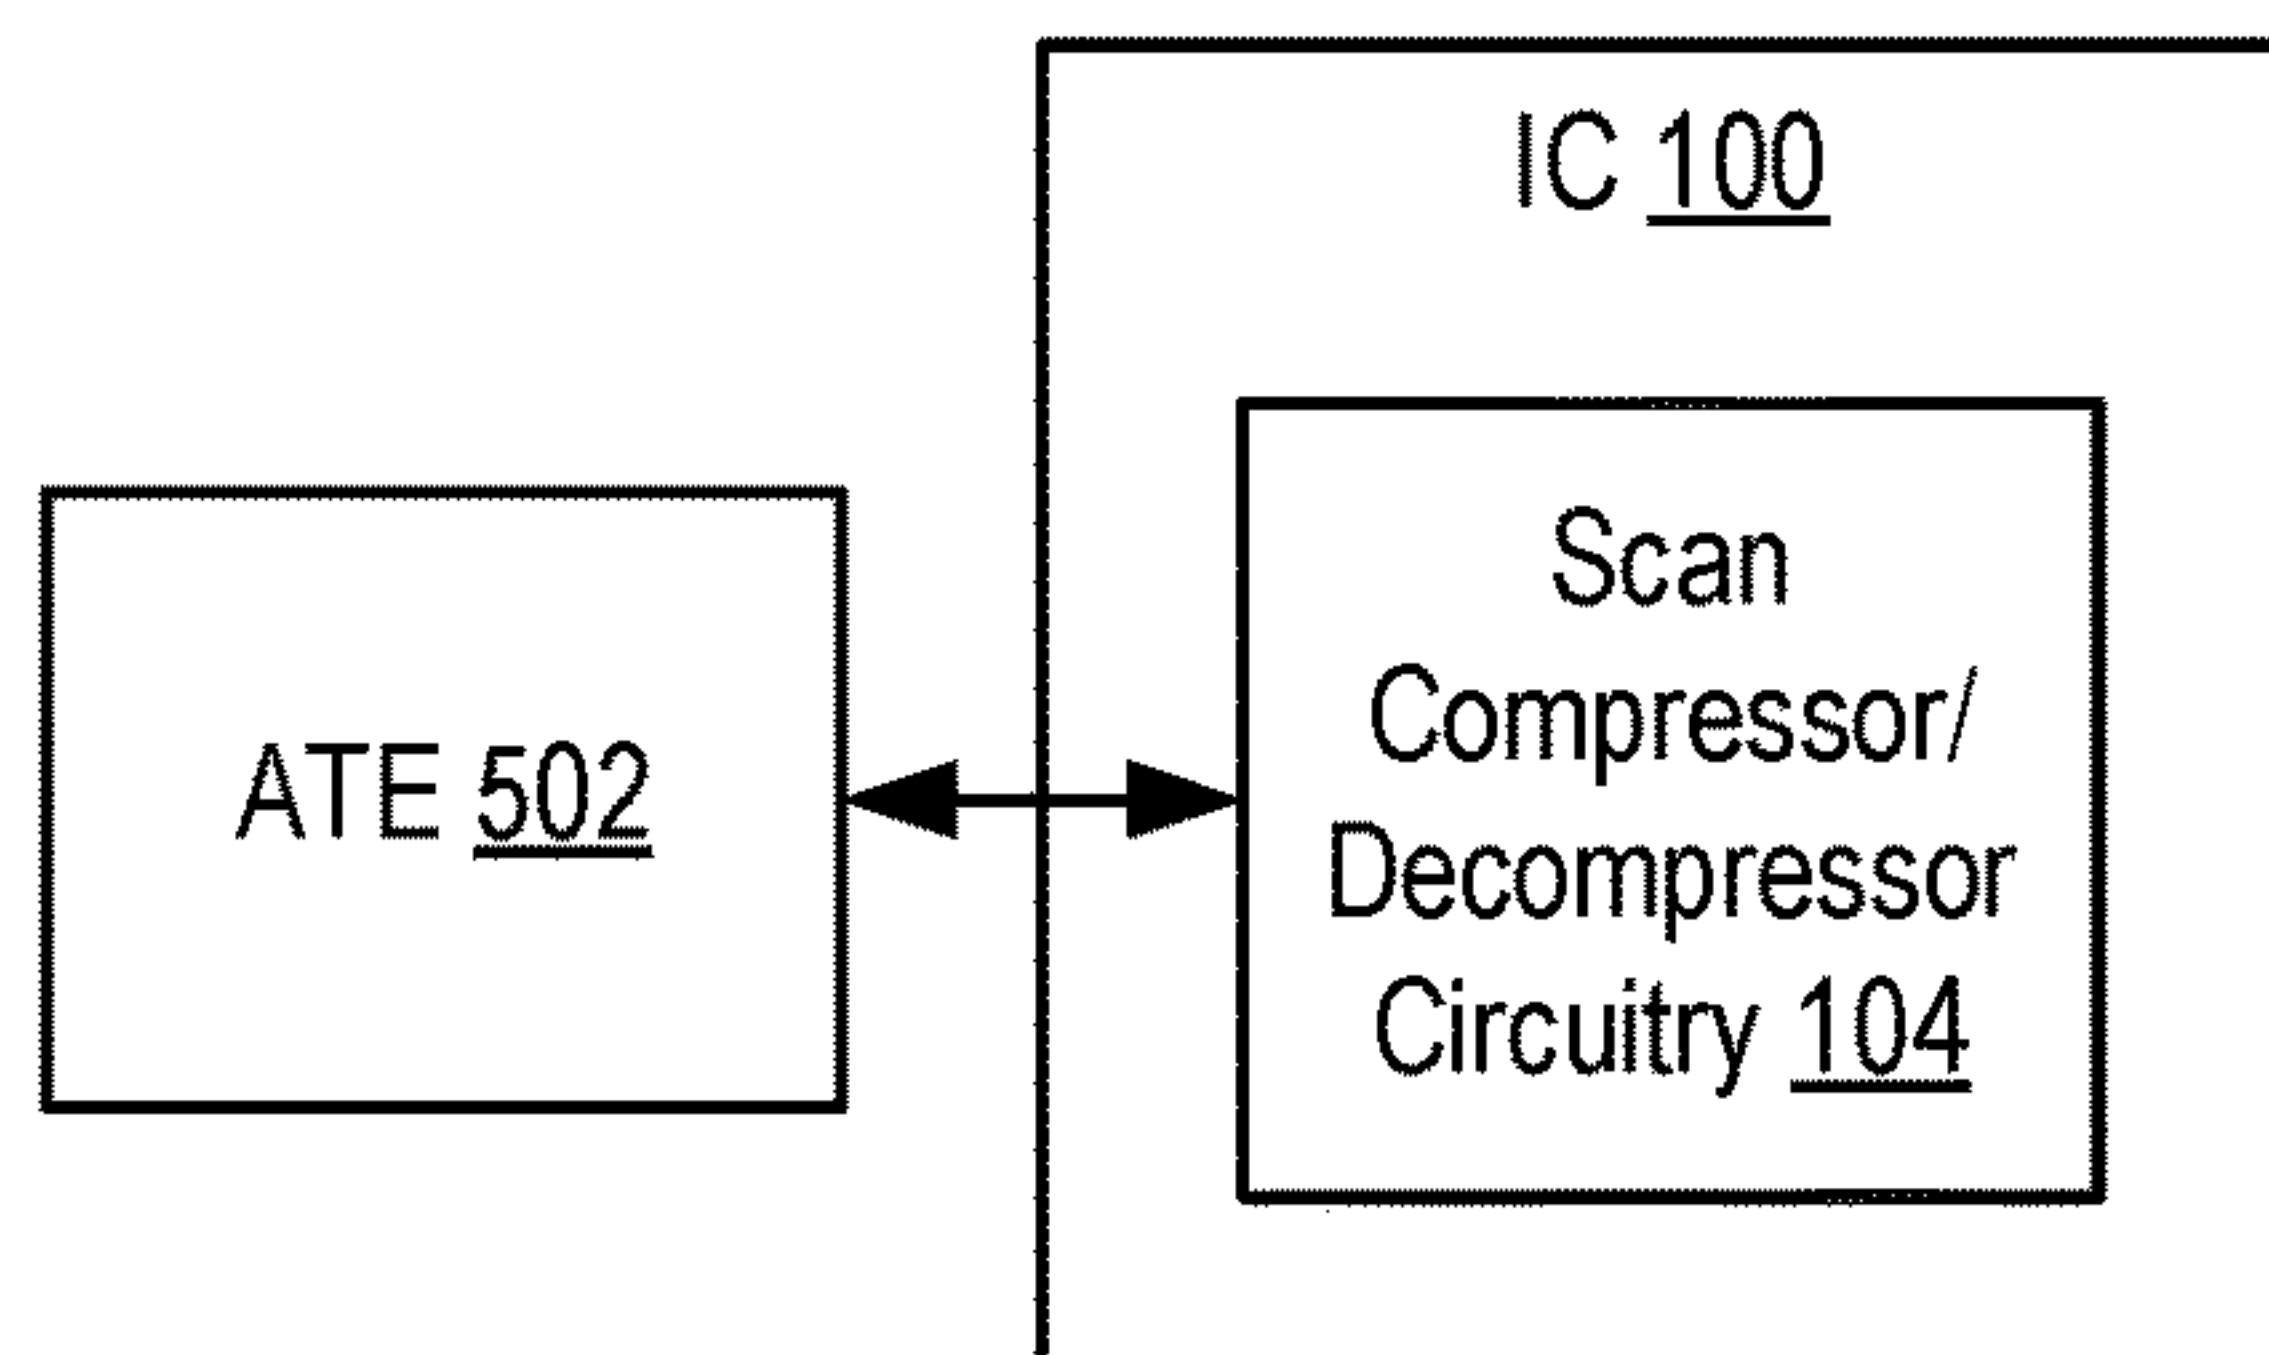 IC 100
ATE 502
Scan
Compressor/
Decompressor
Circuitry 104